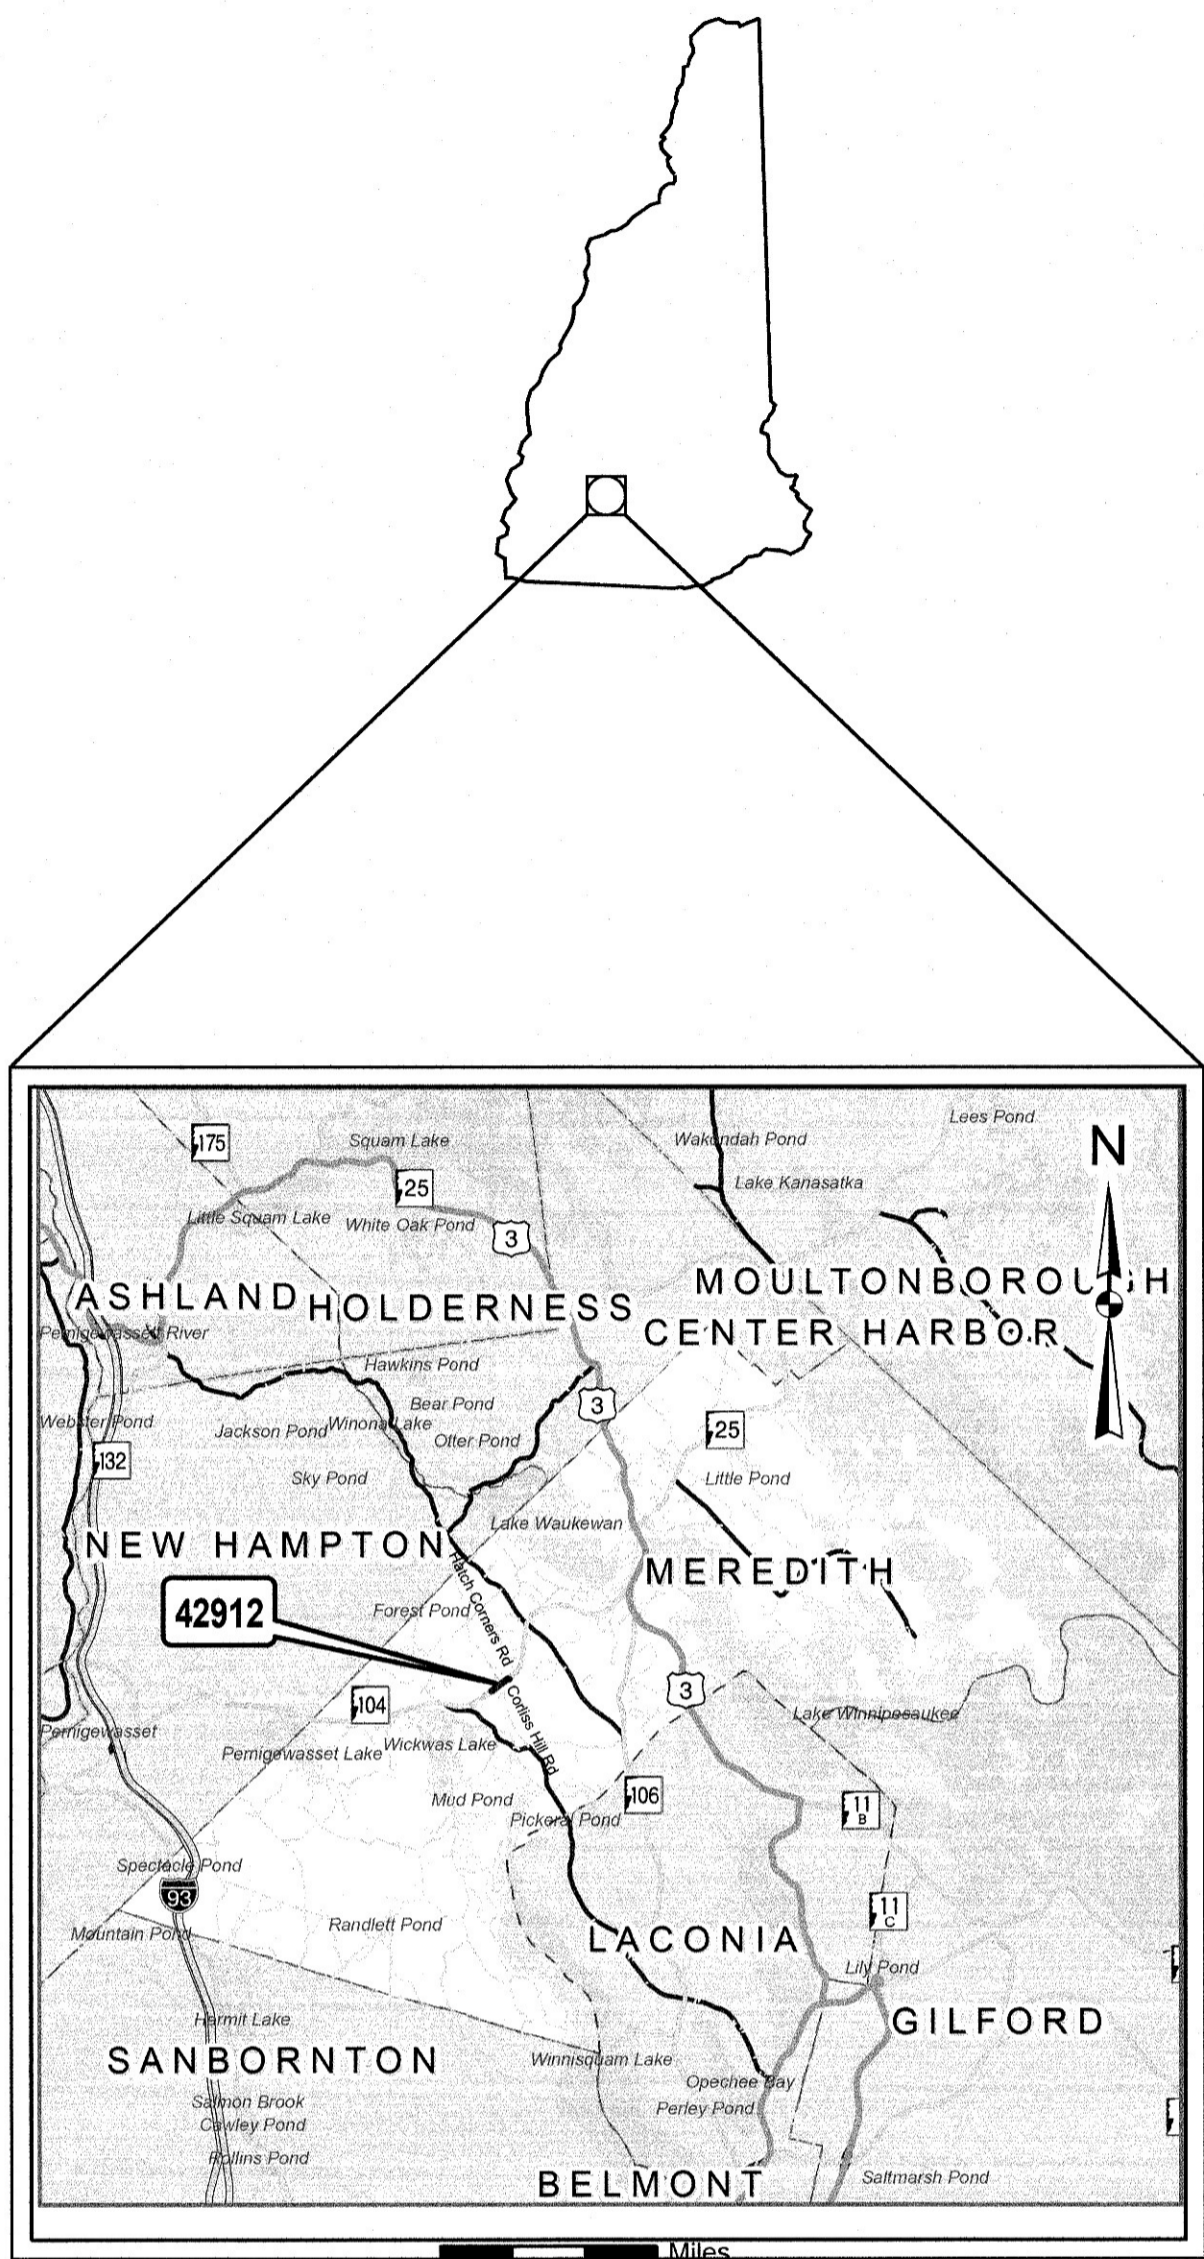 Lees Pond
175
Squam Lake
Wakondah Pond
N
25
Lake Kanasatka
Little Squam Lake
White Oak Pond
3
MOULTONBOROUGH
ASHLAND
HOLDERNESS
CENTER HARBOR
Pemigewassett River
Hawkins Pond
Bear Pond
3
Webster Pond
Jackson Pond
Winona Lake
25
Otter Pond
132
Sky Pond
Little Pond
Lake Waukewan
NEW HAMPTON
MEREDITH
Hatch Corners Rd
42912
Forest Pond
3
104
Corliss Hill Rd
Lake Winnipesaukee
Pemigewasset
Pemigewasset Lake
Wickwas Lake
106
Mud Pond
11
B
Pickeral Pond
Spectacle Pond
93
11
C
Mountain Pond
Randlett Pond
LACONIA
Lily Pond
Hermit Lake
GILFORD
SANBORNTON
Winnisquam Lake
Opechee Bay
Salmon Brook
Perley Pond
Cawley Pond
Rollins Pond
BELMONT
Saltmarsh Pond
Miles